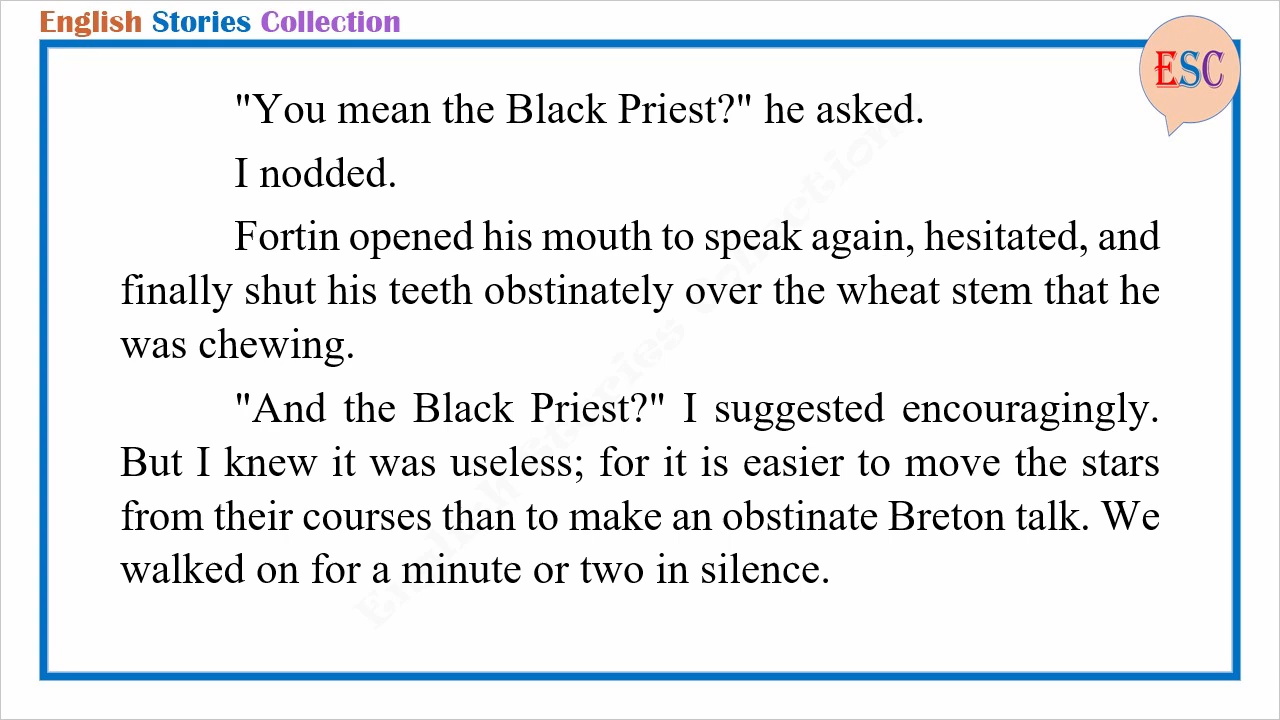 English Stories Collection
ESC
"You mean the Black Priest?" he asked.
I nodded.
Fortin opened his mouth to speak again, hesitated, and
finally shut his teeth obstinately over the wheat stem that he
was chewing.
"And the Black Priest?" I suggested encouragingly.
But I knew it was useless; for it is easier to move the stars
from their courses than to make an obstinate Breton talk. We
walked on for a minute or two in silence.
English Stories Collection